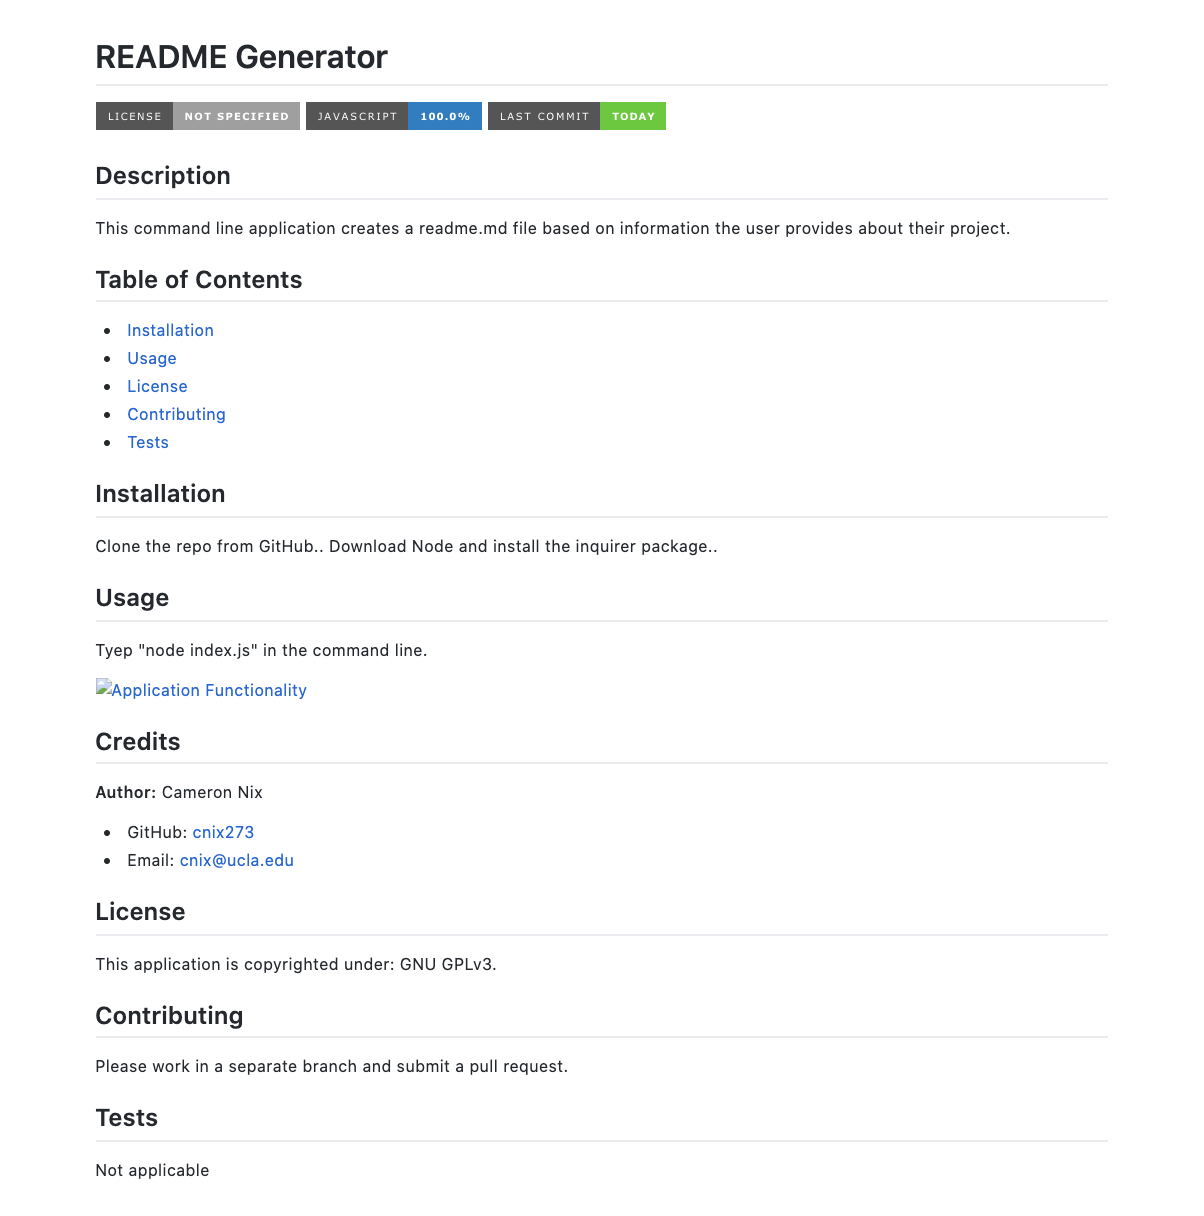 README Generator
LICENSE NOT SPECIFIED JAVASCRIPT 100.0% LAST COMMIT TODAY
Description
This command line application creates a readme.md file based on information the user provides about their project.
Table of Contents
Installation
Usage
License
Contributing
Tests
Installation
Clone the repo from GitHub.. Download Node and install the inquirer package..
Usage
Tyep "node index.js" in the command line.
Application Functionality
Credits
Author: Cameron Nix
GitHub: cnix273
Email: cnix@ucla.edu
License
This application is copyrighted under: GNU GPLv3.
Contributing
Please work in a separate branch and submit a pull request.
Tests
Not applicable